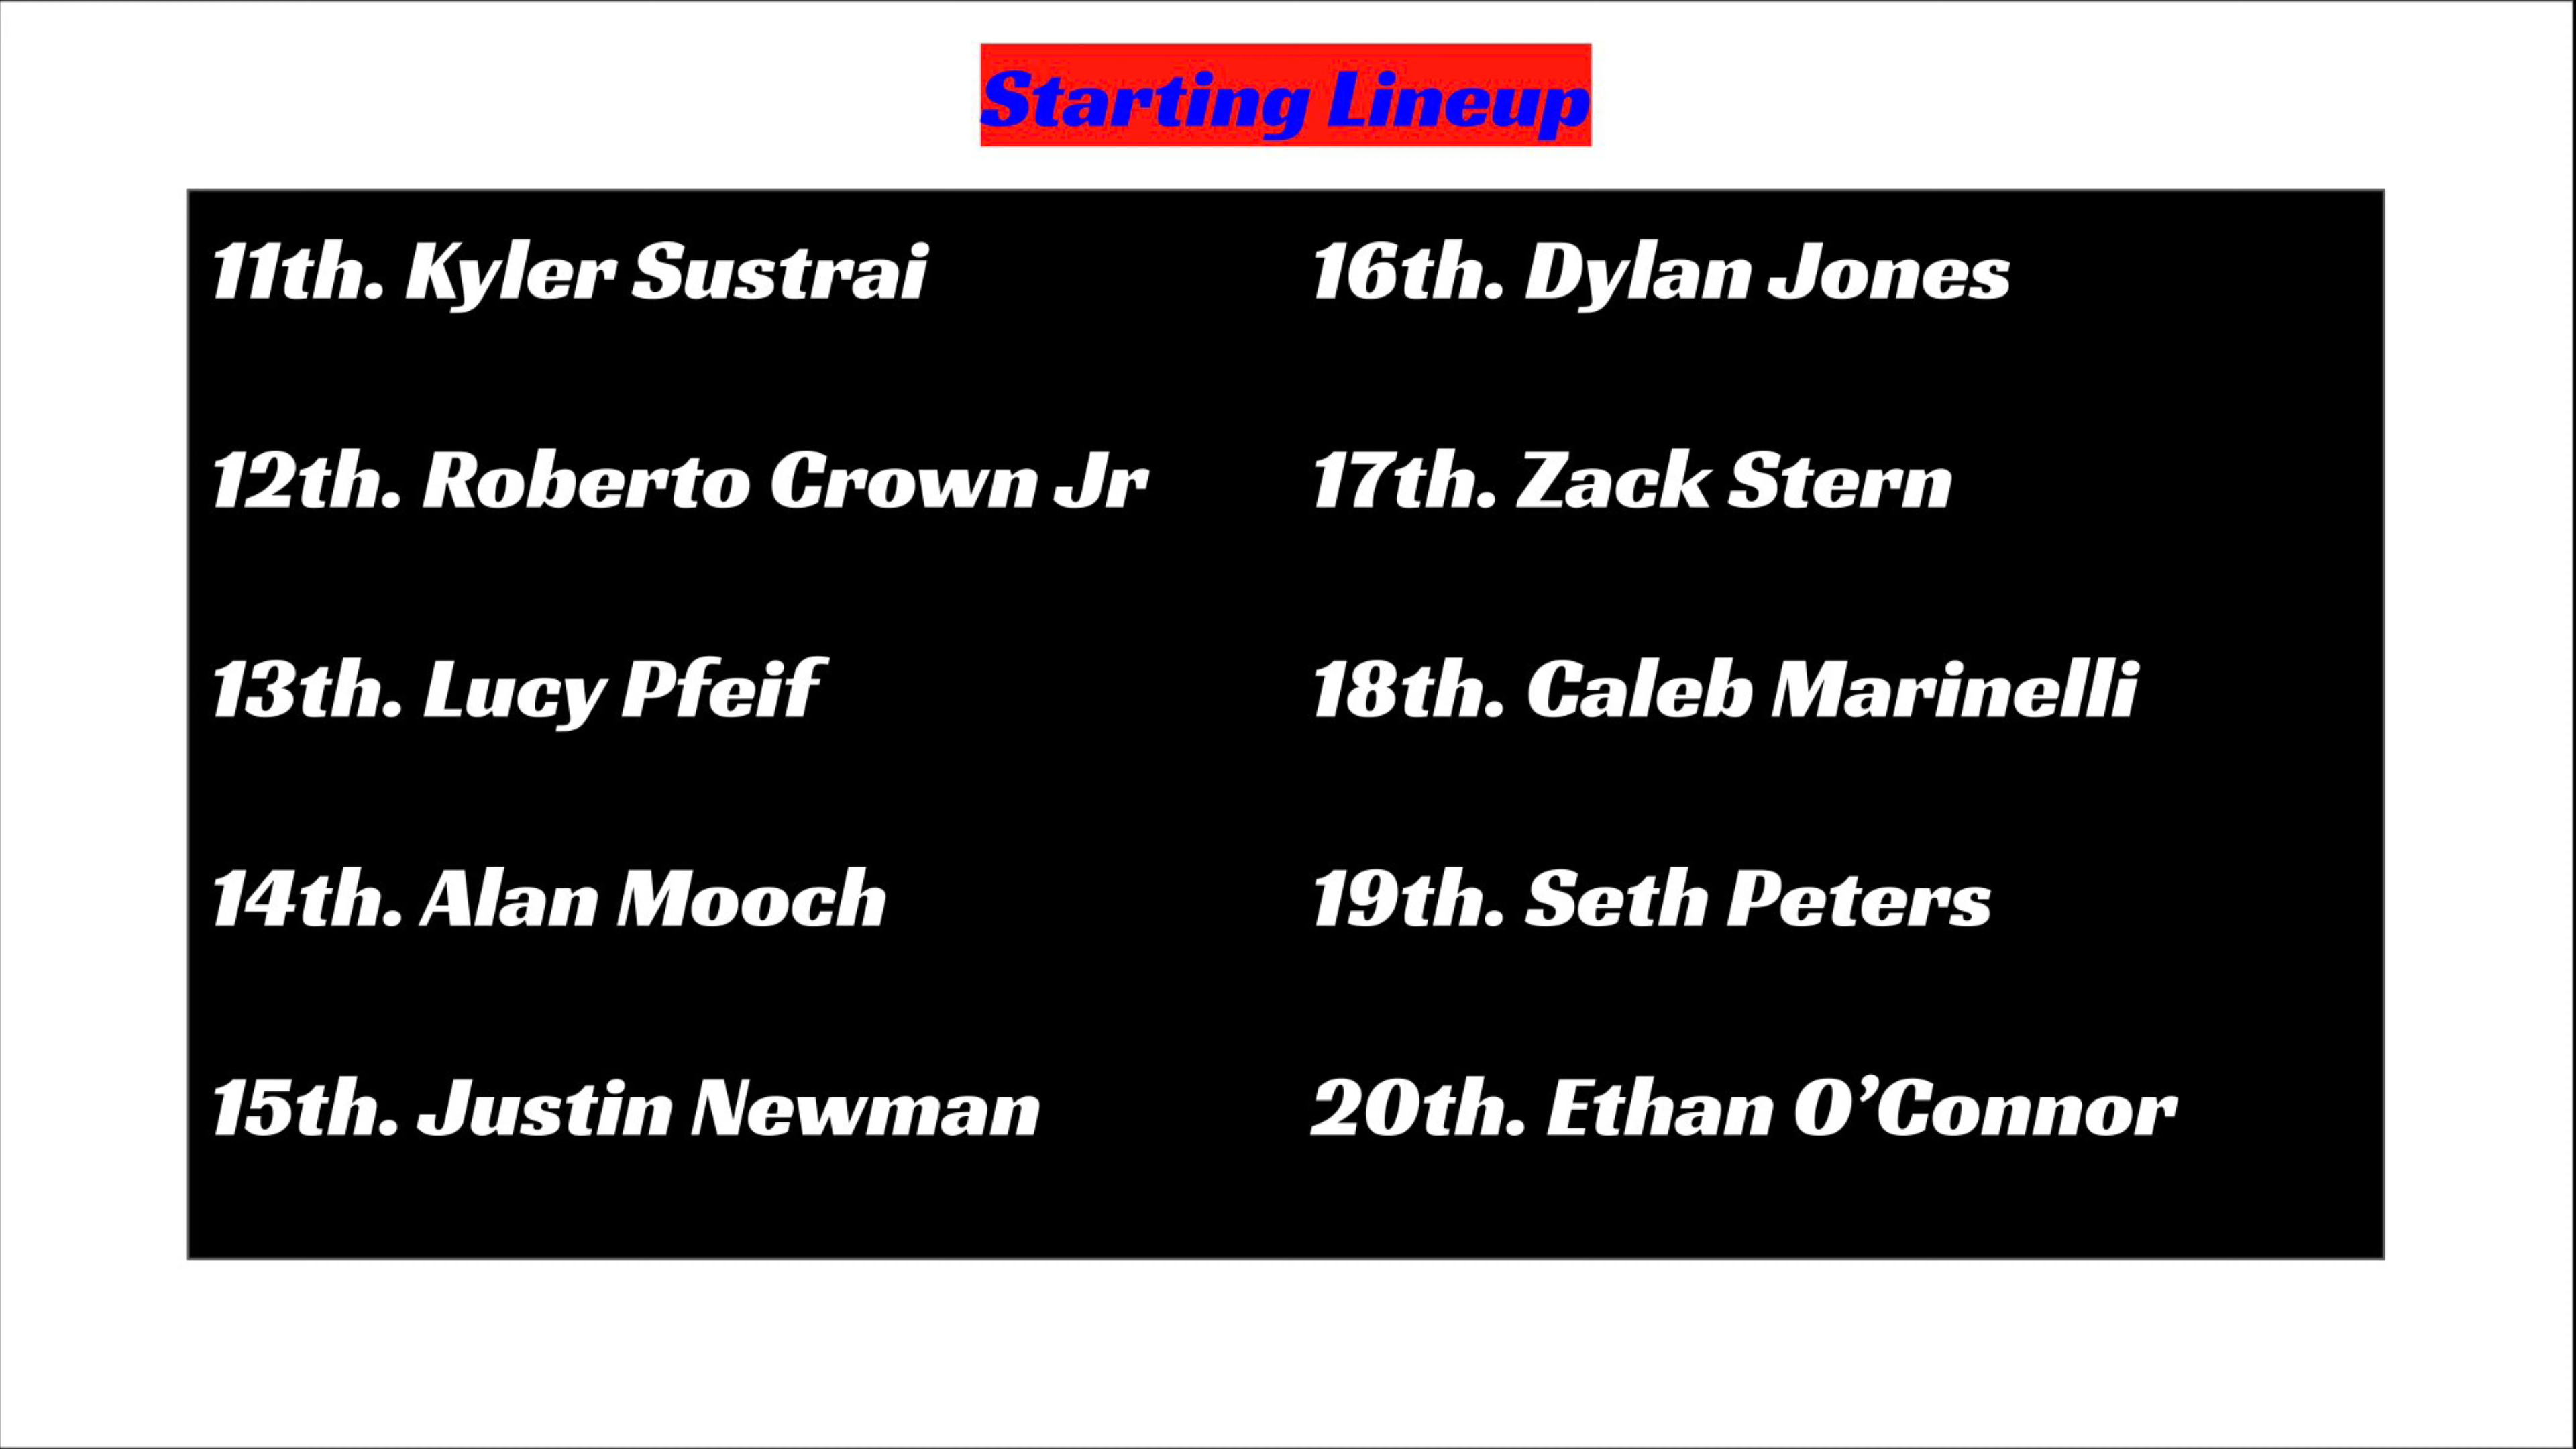 Starting Lineup
11th. Kyler Sustrai
12th. Roberto Crown Jr
13th. Lucy Pfeif
14th. Alan Mooch
15th. Justin Newman
16th. Dylan Jones
17th. Zack Stern
18th. Caleb Marinelli
19th. Seth Peters
20th. Ethan O’Connor